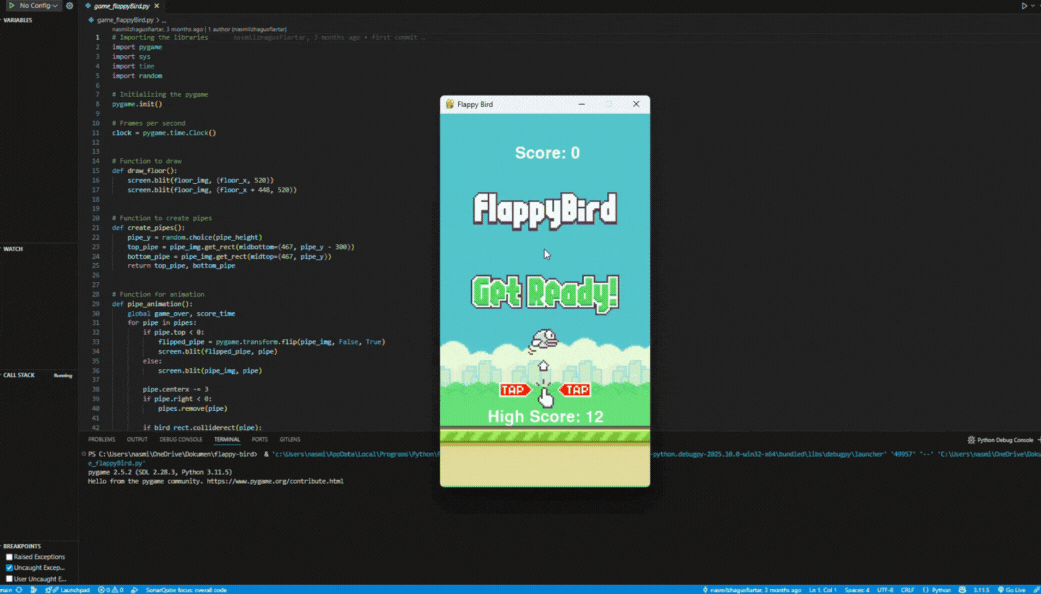 No Config
game_flappyBird.py
VARIABLES
game_flappyBird.py > ...
nasmilzhagusfiartar, 3 months ago | 1 author (nasmilzhagusfiartar)
1 # Importing the libraries nasmilzhagusfiartar, 3 months ago • first commit …
2 import pygame
3 import sys
4 import time
5 import random
6
7 # Initializing the pygame
8 pygame.init()
9
10 # Frames per second
11 clock = pygame.time.Clock()
12
13
14 # Function to draw
15 def draw_floor():
16 screen.blit(floor_img, (floor_x, 520))
17 screen.blit(floor_img, (floor_x + 448, 520))
18
19
20 # Function to create pipes
21 def create_pipes():
22 pipe_y = random.choice(pipe_height)
23 top_pipe = pipe_img.get_rect(midbottom=(467, pipe_y - 300))
24 bottom_pipe = pipe_img.get_rect(midtop=(467, pipe_y))
25 return top_pipe, bottom_pipe
26
27
28 # Function for animation
29 def pipe_animation():
30 global game_over, score_time
31 for pipe in pipes:
32 if pipe.top < 0:
33 flipped_pipe = pygame.transform.flip(pipe_img, False, True)
34 screen.blit(flipped_pipe, pipe)
35 else:
36 screen.blit(pipe_img, pipe)
37
38 pipe.centerx -= 3
39 if pipe.right < 0:
40 pipes.remove(pipe)
41
42 if bird_rect.colliderect(pipe):
WATCH
CALL STACK Running
BREAKPOINTS
Raised Exceptions
Uncaught Excep...
User Uncaught E...
Flappy Bird
Score: 0
FlappyBird
Get Ready!
TAP TAP
High Score: 12
PROBLEMS OUTPUT DEBUG CONSOLE TERMINAL PORTS GITLENS
Python Debug Console
PS C:\Users\nasmi\OneDrive\Dokumen\flappy-bird> & 'c:\Users\nasmi\AppData\Local\Programs\Python\P -python.debugpy-2025.10.0-win32-x64\bundled\libs\debugpy\launcher' '49957' '--' 'C:\Users\nasmi\OneDrive\Doku
e_flappyBird.py'
pygame 2.5.2 (SDL 2.28.3, Python 3.11.5)
Hello from the pygame community. https://www.pygame.org/contribute.html
main Launchpad 0 0 SonarQube focus: overall code nasmilzhagusfiartar, 3 months ago Ln 1, Col 1 Spaces: 4 UTF-8 CRLF Python 3.11.5 Go Live